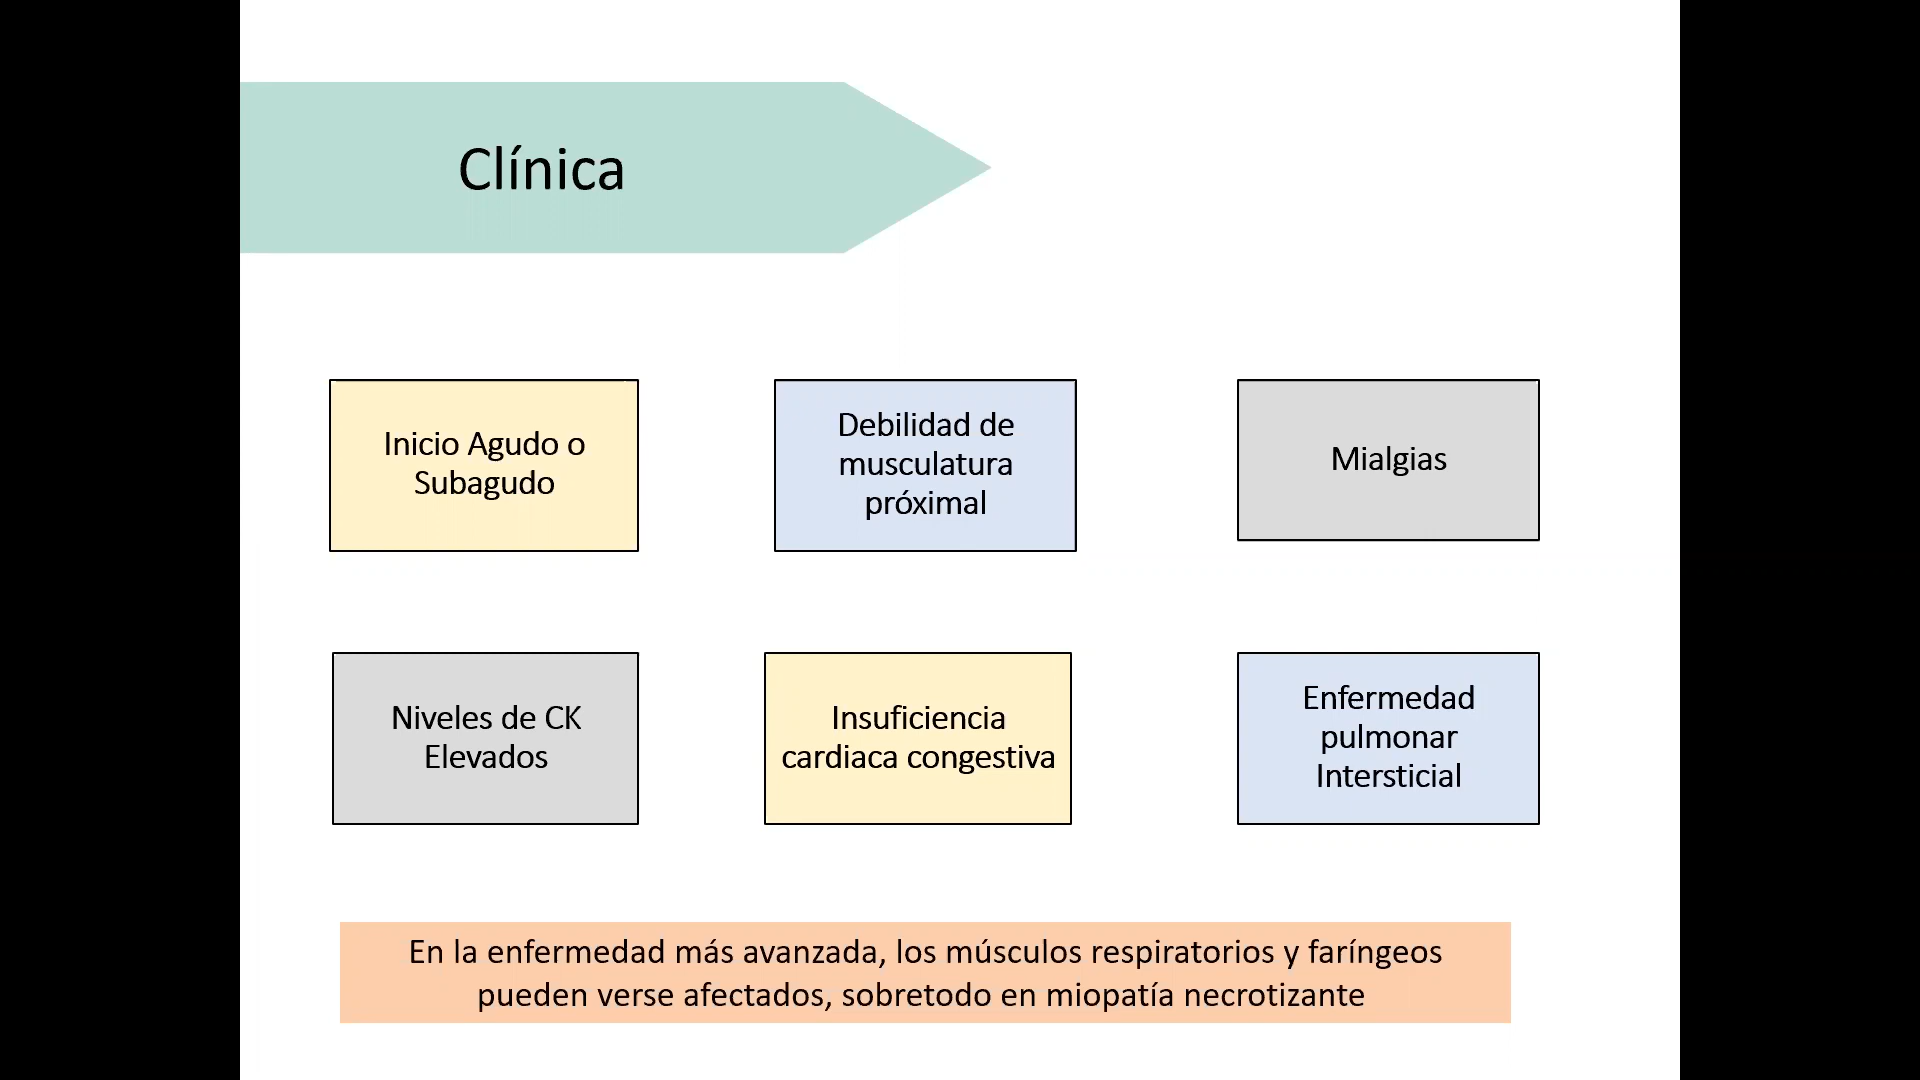 Clínica
Inicio Agudo o
Subagudo
Debilidad de
musculatura
próximal
Mialgias
Niveles de CK
Elevados
Insuficiencia
cardiaca congestiva
Enfermedad
pulmonar
Intersticial
En la enfermedad más avanzada, los músculos respiratorios y faríngeos
pueden verse afectados, sobretodo en miopatía necrotizante